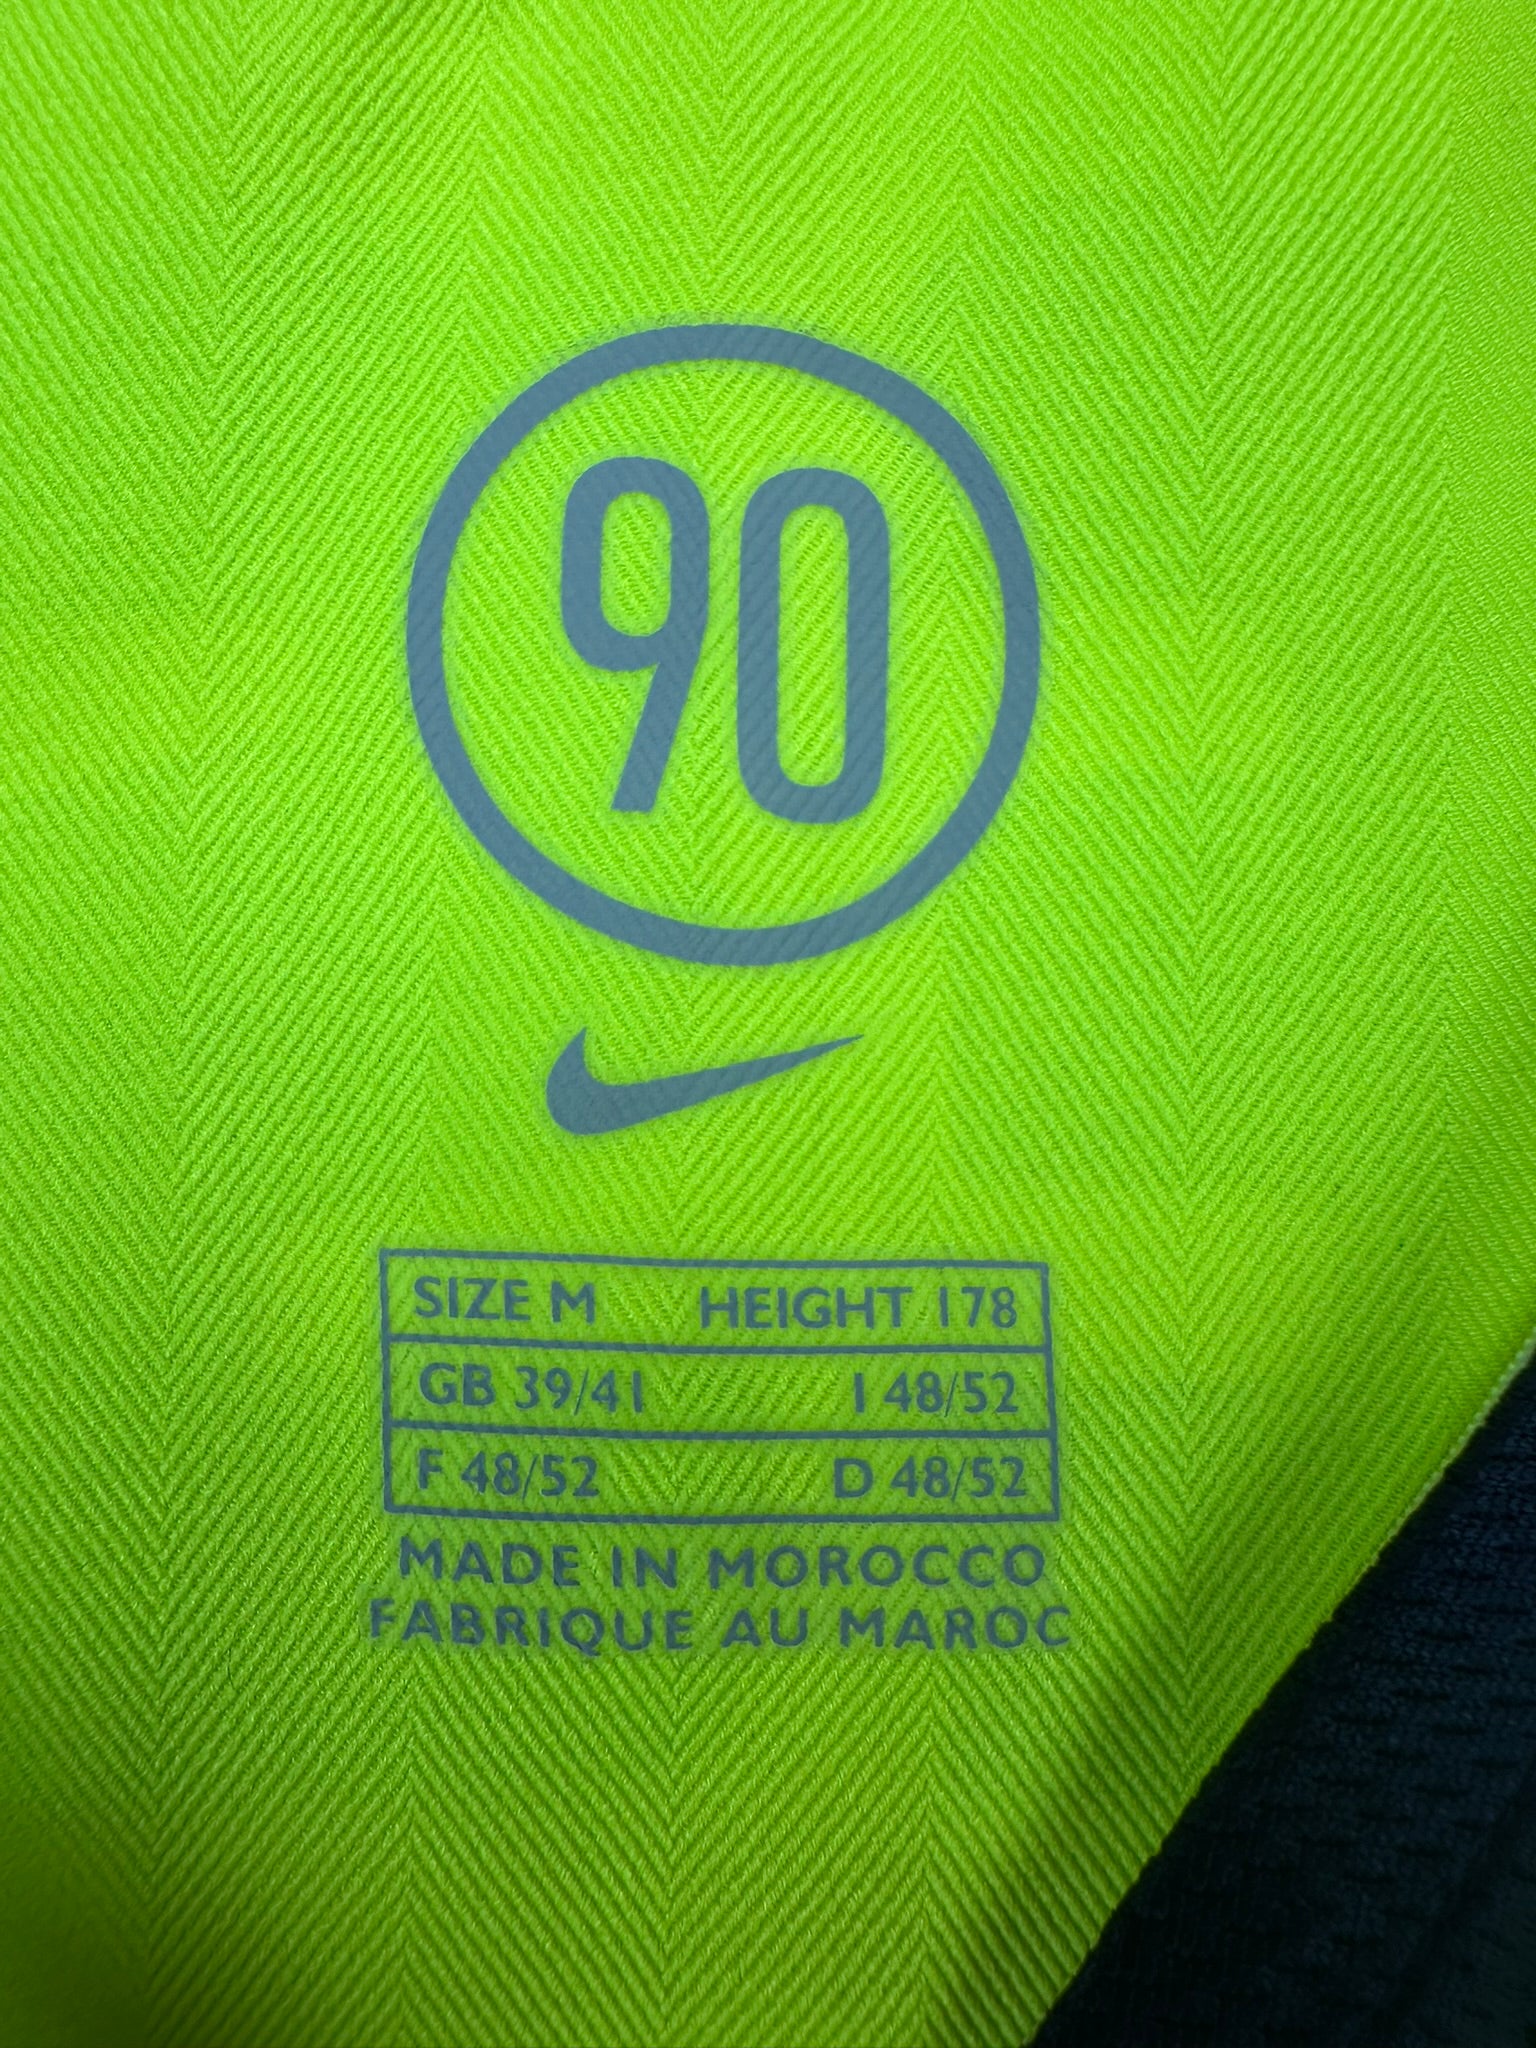 90
SIZE M HEIGHT 178
GB 39/41 I 48/52
F 48/52 D 48/52
MADE IN MOROCCO
FABRIQUE AU MAROC